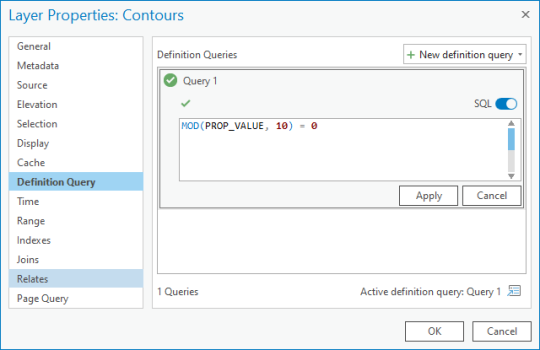 Layer Properties: Contours
General
Metadata
Source
Elevation
Selection
Display
Cache
Definition Query
Time
Range
Indexes
Joins
Relates
Page Query
Definition Queries
New definition query
Query 1
SQL
MOD(PROP_VALUE, 10) = 0
Apply Cancel
1 Queries Active definition query: Query 1
OK Cancel